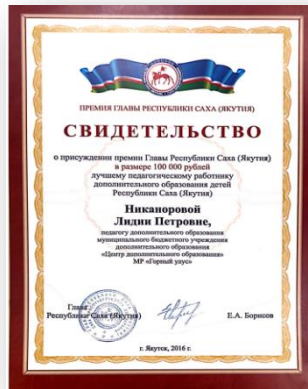 ПРЕМИЯ ГЛАВЫ РЕСПУБЛИКИ САХА (ЯКУТИЯ)
СВИДЕТЕЛЬСТВО
о присуждении премии Главы Республики Саха (Якутия)
в размере 100 000 рублей
лучшему педагогическому работнику
дополнительного образования детей
Республики Саха (Якутия)
Никаноровой
Лидии Петровне,
педагогу дополнительного образования
муниципального бюджетного учреждения
дополнительного образования
«Центр дополнительного образования»
МР «Горный улус»
Глава
Республики Саха (Якутия)
Е.А. Борисов
г. Якутск, 2016 г.